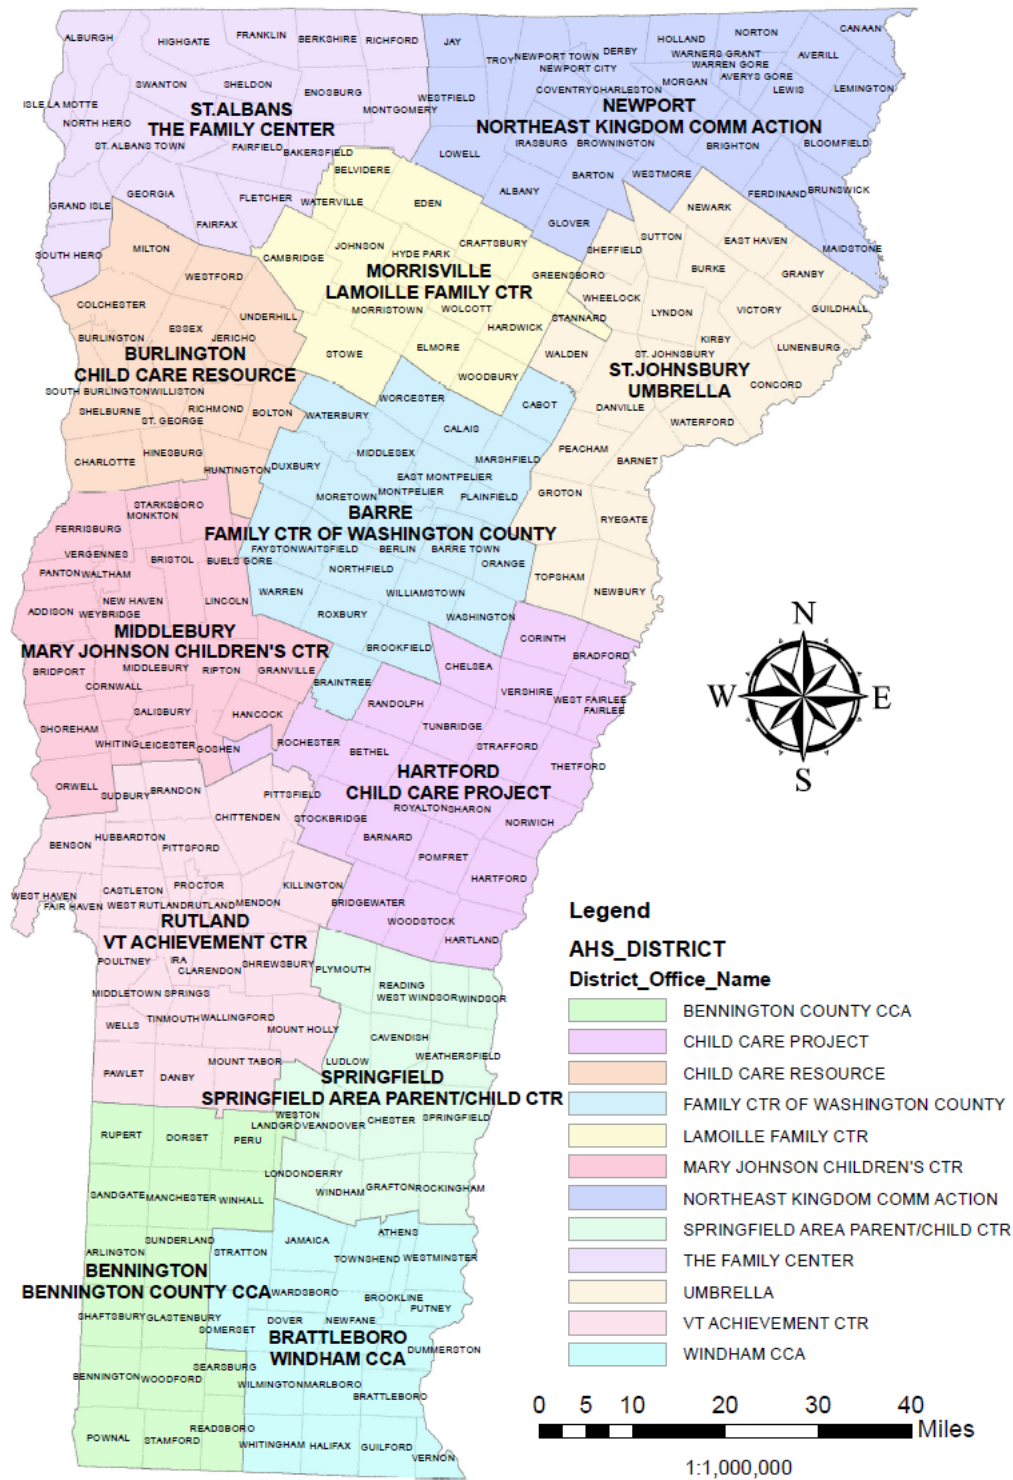 ALBURGH
HIGHGATE
FRANKLIN
BERKSHIRE
RICHFORD
JAY
TROY
NEWPORT TOWN
NEWPORT CITY
DERBY
HOLLAND
NORTON
CANAAN
WARNERS GRANT
WARREN GORE
AVERYS GORE
AVERILL
MORGAN
LEWIS
LEMINGTON
SWANTON
SHELDON
ENOSBURG
MONTGOMERY
WESTFIELD
COVENTRY
CHARLESTON
ISLE LA MOTTE
NORTH HERO
ST.ALBANS
THE FAMILY CENTER
NEWPORT
NORTHEAST KINGDOM COMM ACTION
ST. ALBANS TOWN
FAIRFIELD
BAKERSFIELD
LOWELL
IRASBURG
BROWNINGTON
BRIGHTON
BLOOMFIELD
BELVIDERE
BARTON
WESTMORE
FERDINAND
BRUNSWICK
GRAND ISLE
GEORGIA
FLETCHER
WATERVILLE
EDEN
ALBANY
NEWARK
FAIRFAX
GLOVER
SOUTH HERO
MILTON
WESTFORD
CAMBRIDGE
JOHNSON
HYDE PARK
CRAFTSBURY
SHEFFIELD
SUTTON
EAST HAVEN
MAIDSTONE
MORRISVILLE
LAMOILLE FAMILY CTR
GREENSBORO
BURKE
GRANBY
COLCHESTER
UNDERHILL
MORRISTOWN
WOLCOTT
WHEELOCK
LYNDON
VICTORY
GUILDHALL
BURLINGTON
ESSEX
JERICHO
HARDWICK
STANNARD
KIRBY
LUNENBURG
BURLINGTON
CHILD CARE RESOURCE
STOWE
ELMORE
WALDEN
ST. JOHNSBURY
ST.JOHNSBURY
UMBRELLA
CONCORD
WOODBURY
SOUTH BURLINGTON
WILLISTON
SHELBURNE
RICHMOND
ST. GEORGE
BOLTON
WATERBURY
WORCESTER
CABOT
DANVILLE
WATERFORD
CALAIS
CHARLOTTE
HINESBURG
HUNTINGTON
DUXBURY
MIDDLESEX
MARSHFIELD
PEACHAM
BARNET
EAST MONTPELIER
MORETOWN
MONTPELIER
PLAINFIELD
GROTON
STARKSBORO
MONKTON
FERRISBURG
BARRE
FAMILY CTR OF WASHINGTON COUNTY
RYEGATE
VERGENNES
BRISTOL
BUELS GORE
FAYSTON
WAITSFIELD
BERLIN
BARRE TOWN
ORANGE
PANTON
WALTHAM
NORTHFIELD
TOPSHAM
NEWBURY
ADDISON
NEW HAVEN
WEYBRIDGE
LINCOLN
WARREN
WILLIAMSTOWN
ROXBURY
WASHINGTON
MIDDLEBURY
MARY JOHNSON CHILDREN'S CTR
BROOKFIELD
CORINTH
BRADFORD
BRIDPORT
MIDDLEBURY
RIPTON
GRANVILLE
CHELSEA
CORNWALL
BRAINTREE
RANDOLPH
VERSHIRE
WEST FAIRLEE
FAIRLEE
SHOREHAM
SALISBURY
HANCOCK
TUNBRIDGE
WHITING
LEICESTER
GOSHEN
ROCHESTER
BETHEL
STRAFFORD
THETFORD
ORWELL
SUDBURY
BRANDON
PITTSFIELD
HARTFORD
CHILD CARE PROJECT
CHITTENDEN
STOCKBRIDGE
ROYALTON
SHARON
NORWICH
BENSON
HUBBARDTON
PITTSFORD
BARNARD
POMFRET
WEST HAVEN
FAIR HAVEN
CASTLETON
PROCTOR
KILLINGTON
HARTFORD
WEST RUTLAND
RUTLAND
MENDON
BRIDGEWATER
WOODSTOCK
RUTLAND
VT ACHIEVEMENT CTR
HARTLAND
POULTNEY
IRA
CLARENDON
SHREWSBURY
PLYMOUTH
READING
WEST WINDSOR
WINDSOR
MIDDLETOWN SPRINGS
WELLS
TINMOUTH
WALLINGFORD
MOUNT HOLLY
CAVENDISH
WEATHERSFIELD
PAWLET
DANBY
MOUNT TABOR
LUDLOW
SPRINGFIELD
SPRINGFIELD AREA PARENT/CHILD CTR
WESTON
LANDGROVE
ANDOVER
CHESTER
SPRINGFIELD
RUPERT
DORSET
PERU
LONDONDERRY
WINDHAM
GRAFTON
ROCKINGHAM
SANDGATE
MANCHESTER
WINHALL
ARLINGTON
SUNDERLAND
STRATTON
JAMAICA
ATHENS
TOWNSHEND
WESTMINSTER
BENNINGTON
BENNINGTON COUNTY CCA
WARDSBORO
BROOKLINE
PUTNEY
SHAFTSBURY
GLASTENBURY
SOMERSET
DOVER
NEWFANE
BRATTLEBORO
WINDHAM CCA
DUMMERSTON
BENNINGTON
WOODFORD
SEARSBURG
WILMINGTON
MARLBORO
BRATTLEBORO
POWNAL
STAMFORD
READSBORO
WHITINGHAM
HALIFAX
GUILFORD
VERNON
N
W
E
S
Legend
AHS_DISTRICT
District_Office_Name
BENNINGTON COUNTY CCA
CHILD CARE PROJECT
CHILD CARE RESOURCE
FAMILY CTR OF WASHINGTON COUNTY
LAMOILLE FAMILY CTR
MARY JOHNSON CHILDREN'S CTR
NORTHEAST KINGDOM COMM ACTION
SPRINGFIELD AREA PARENT/CHILD CTR
THE FAMILY CENTER
UMBRELLA
VT ACHIEVEMENT CTR
WINDHAM CCA
0 5 10 20 30 40
Miles
1:1,000,000